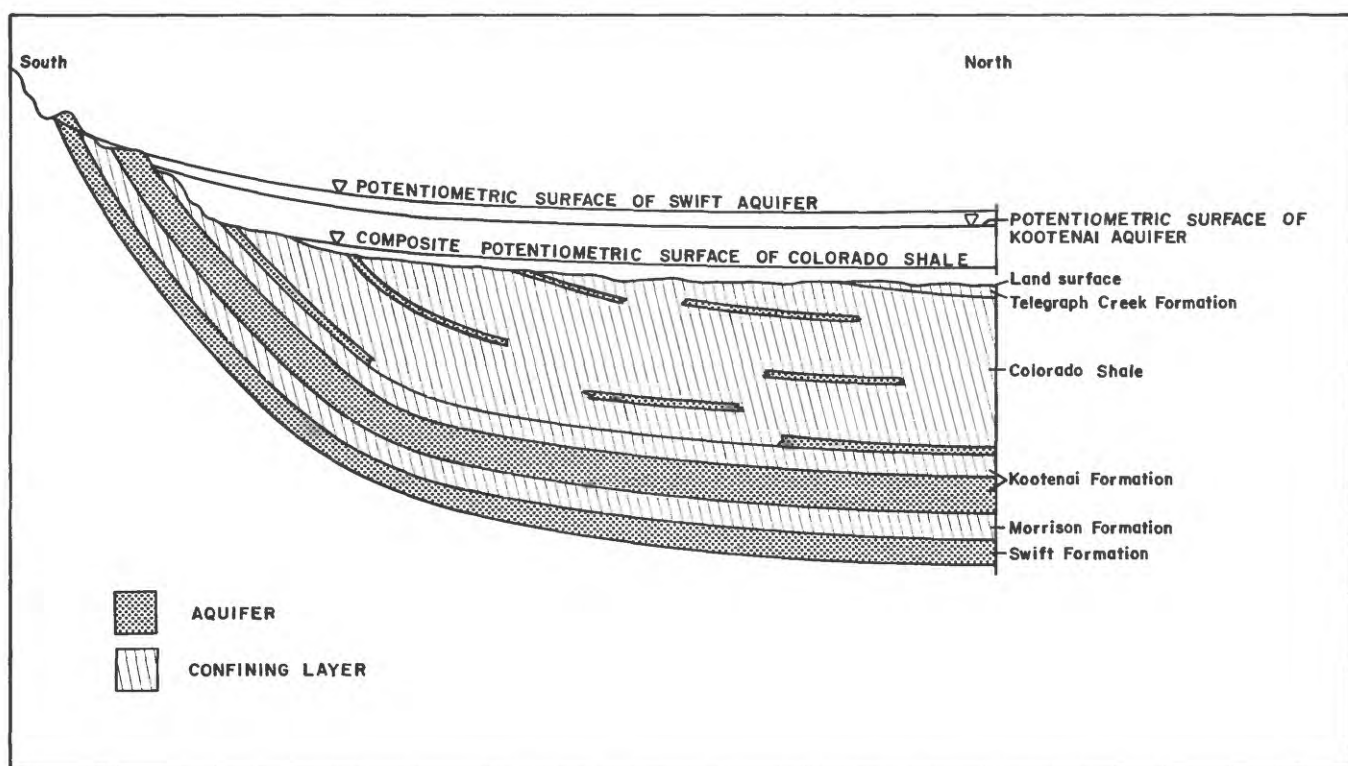 South
North
POTENTIOMETRIC SURFACE OF SWIFT AQUIFER
POTENTIOMETRIC SURFACE OF
KOOTENAI AQUIFER
COMPOSITE POTENTIOMETRIC SURFACE OF COLORADO SHALE
Land surface
Telegraph Creek Formation
Colorado Shale
Kootenai Formation
Morrison Formation
Swift Formation
AQUIFER
CONFINING LAYER